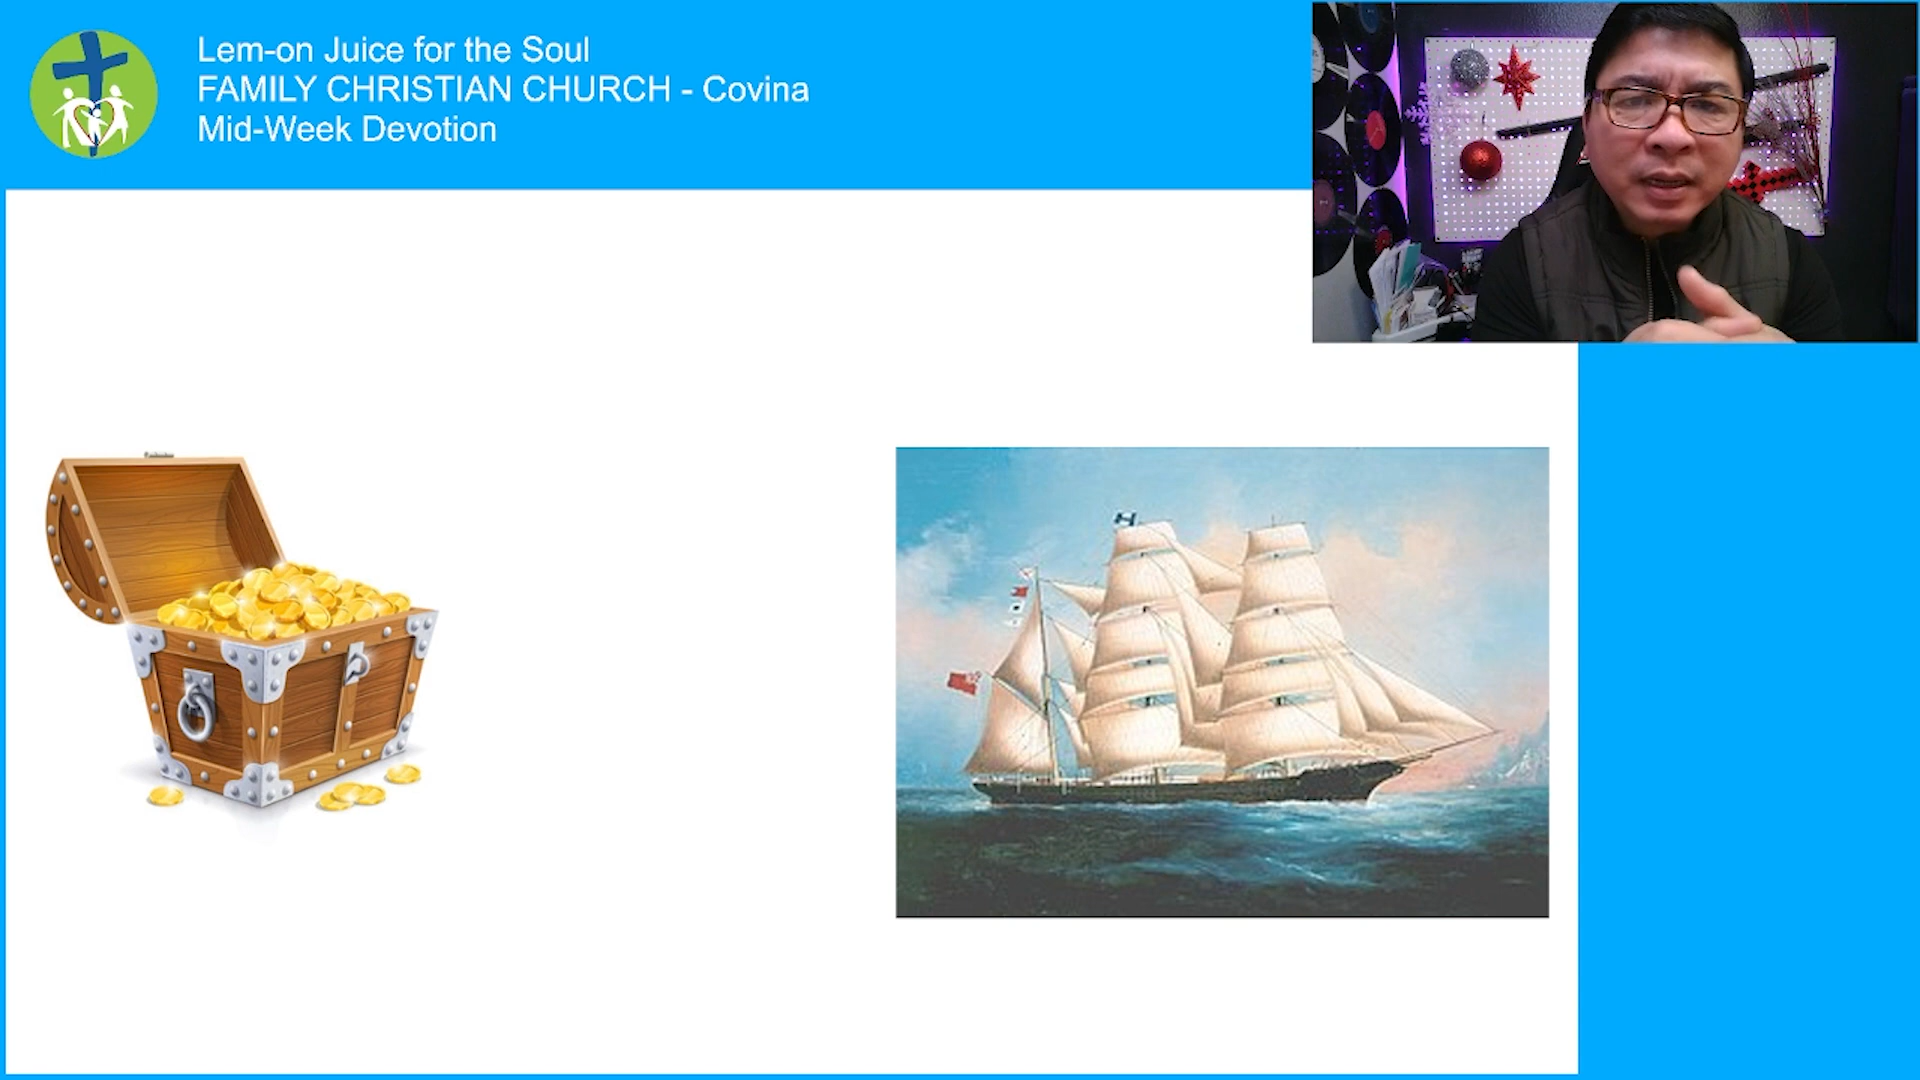 Lem-on Juice for the Soul
FAMILY CHRISTIAN CHURCH - Covina
Mid-Week Devotion